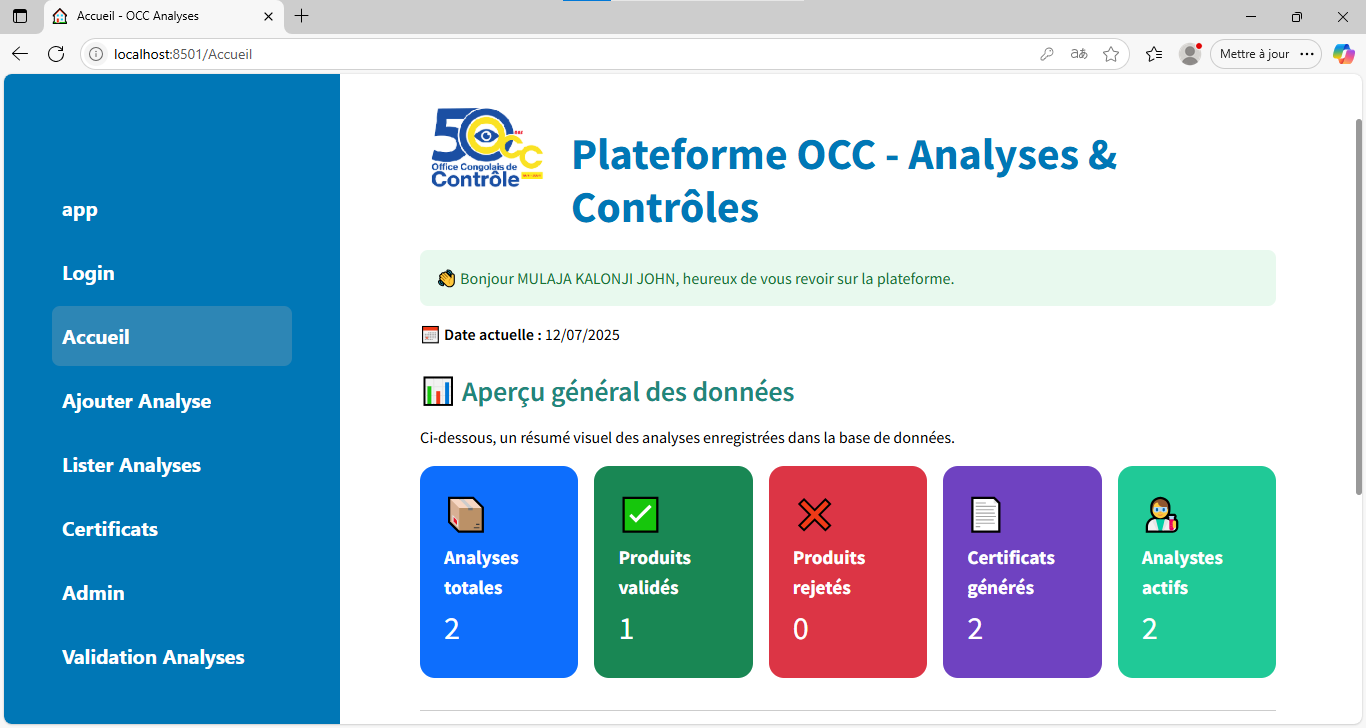 Accueil - OCC Analyses
localhost:8501/Accueil
aあ
Mettre à jour
app
Login
Accueil
Ajouter Analyse
Lister Analyses
Certificats
Admin
Validation Analyses
50 ans
OCC
Office Congolais de
Contrôle
Plateforme OCC - Analyses &
Contrôles
Bonjour MULAJA KALONJI JOHN, heureux de vous revoir sur la plateforme.
Date actuelle : 12/07/2025
Aperçu général des données
Ci-dessous, un résumé visuel des analyses enregistrées dans la base de données.
Analyses
totales
2
Produits
validés
1
Produits
rejetés
0
Certificats
générés
2
Analystes
actifs
2